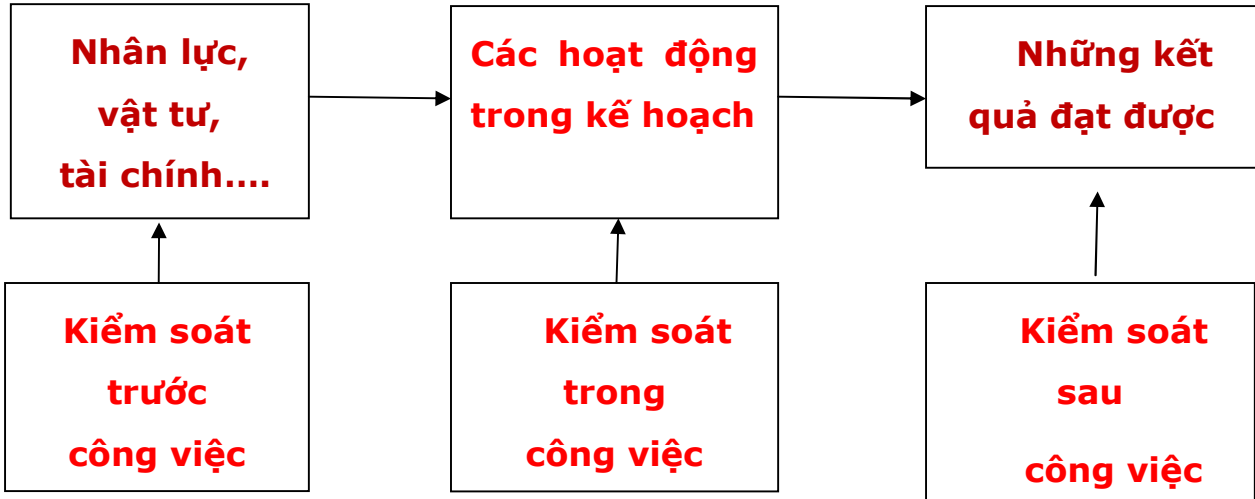 Nhân lực,
vật tư,
tài chính....
Các hoạt động
trong kế hoạch
Những kết
quả đạt được
Kiểm soát
trước
công việc
Kiểm soát
trong
công việc
Kiểm soát
sau
công việc